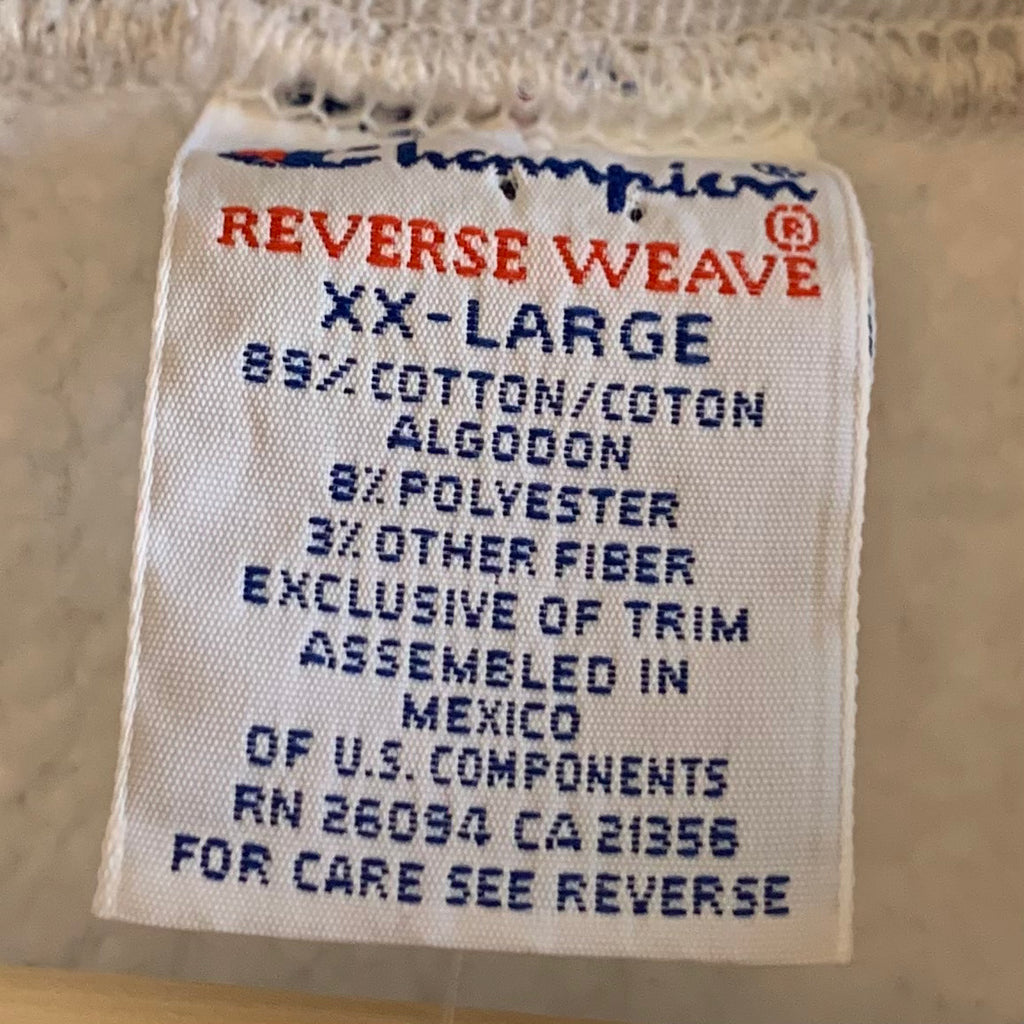 Champion®
REVERSE WEAVE®
XX-LARGE
89% COTTON/COTON
ALGODON
8% POLYESTER
3% OTHER FIBER
EXCLUSIVE OF TRIM
ASSEMBLED IN
MEXICO
OF U.S. COMPONENTS
RN 26094 CA 21356
FOR CARE SEE REVERSE